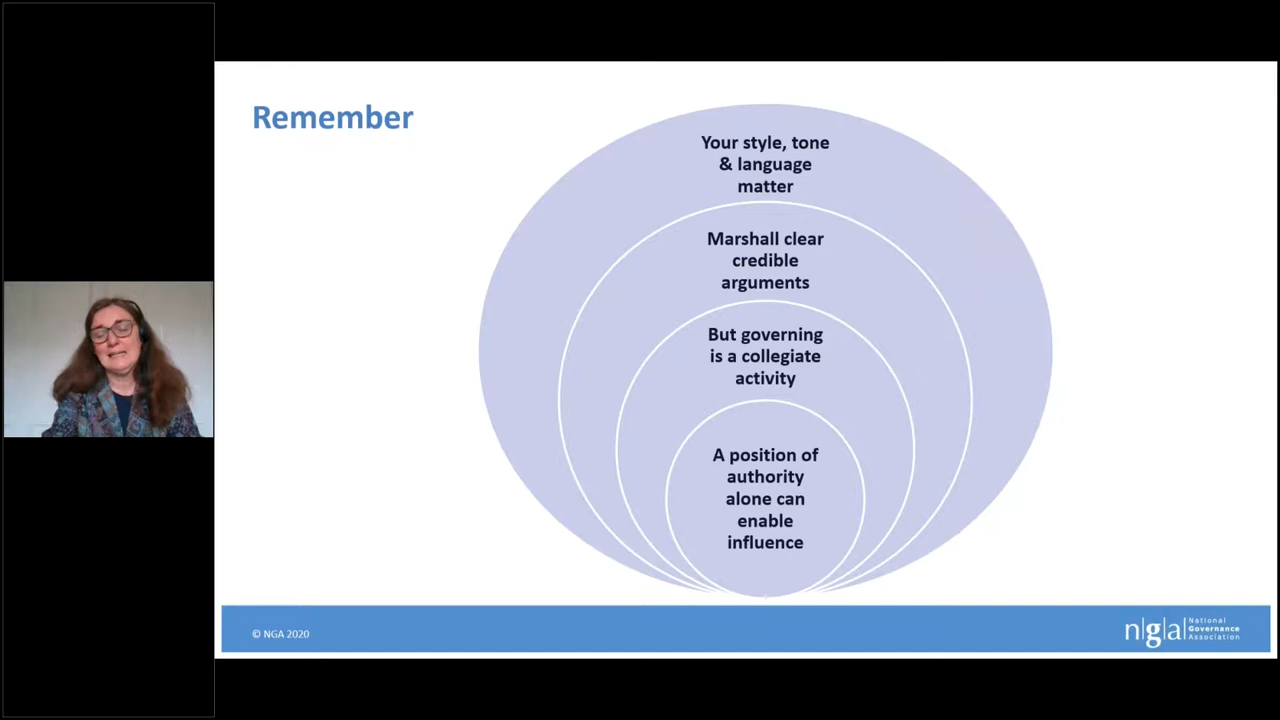 Remember
Your style, tone
& language
matter
Marshall clear
credible
arguments
But governing
is a collegiate
activity
A position of
authority
alone can
enable
influence
© NGA 2020
nga
National
Governance
Association